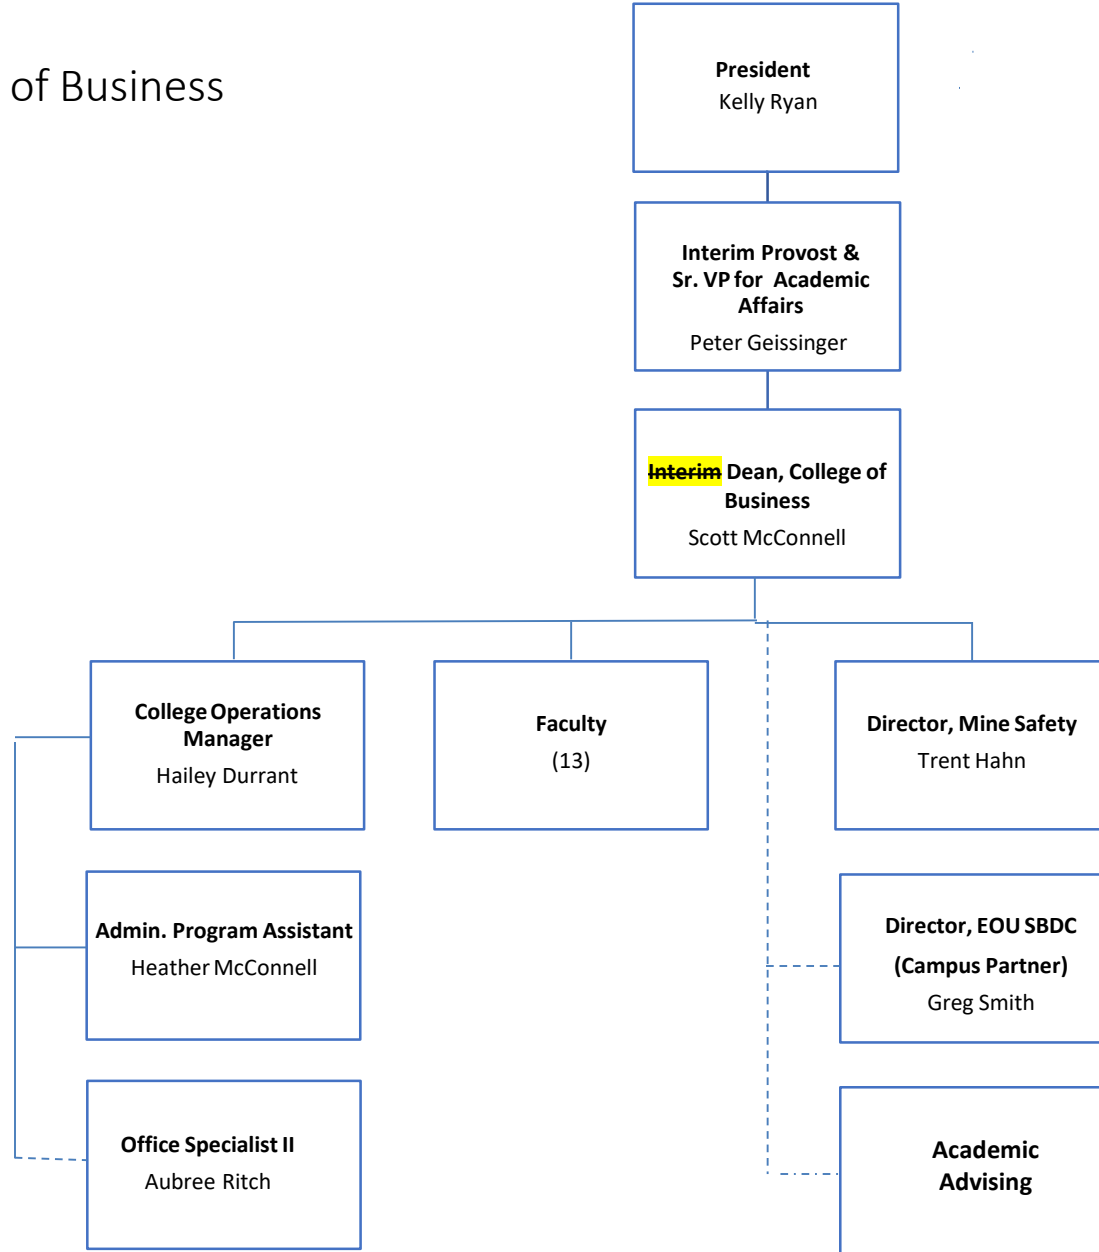 of Business
President
Kelly Ryan
Interim Provost &
Sr. VP for Academic
Affairs
Peter Geissinger
Interim Dean, College of
Business
Scott McConnell
College Operations
Manager
Hailey Durrant
Faculty
(13)
Director, Mine Safety
Trent Hahn
Admin. Program Assistant
Heather McConnell
Director, EOU SBDC
(Campus Partner)
Greg Smith
Office Specialist II
Aubree Ritch
Academic
Advising